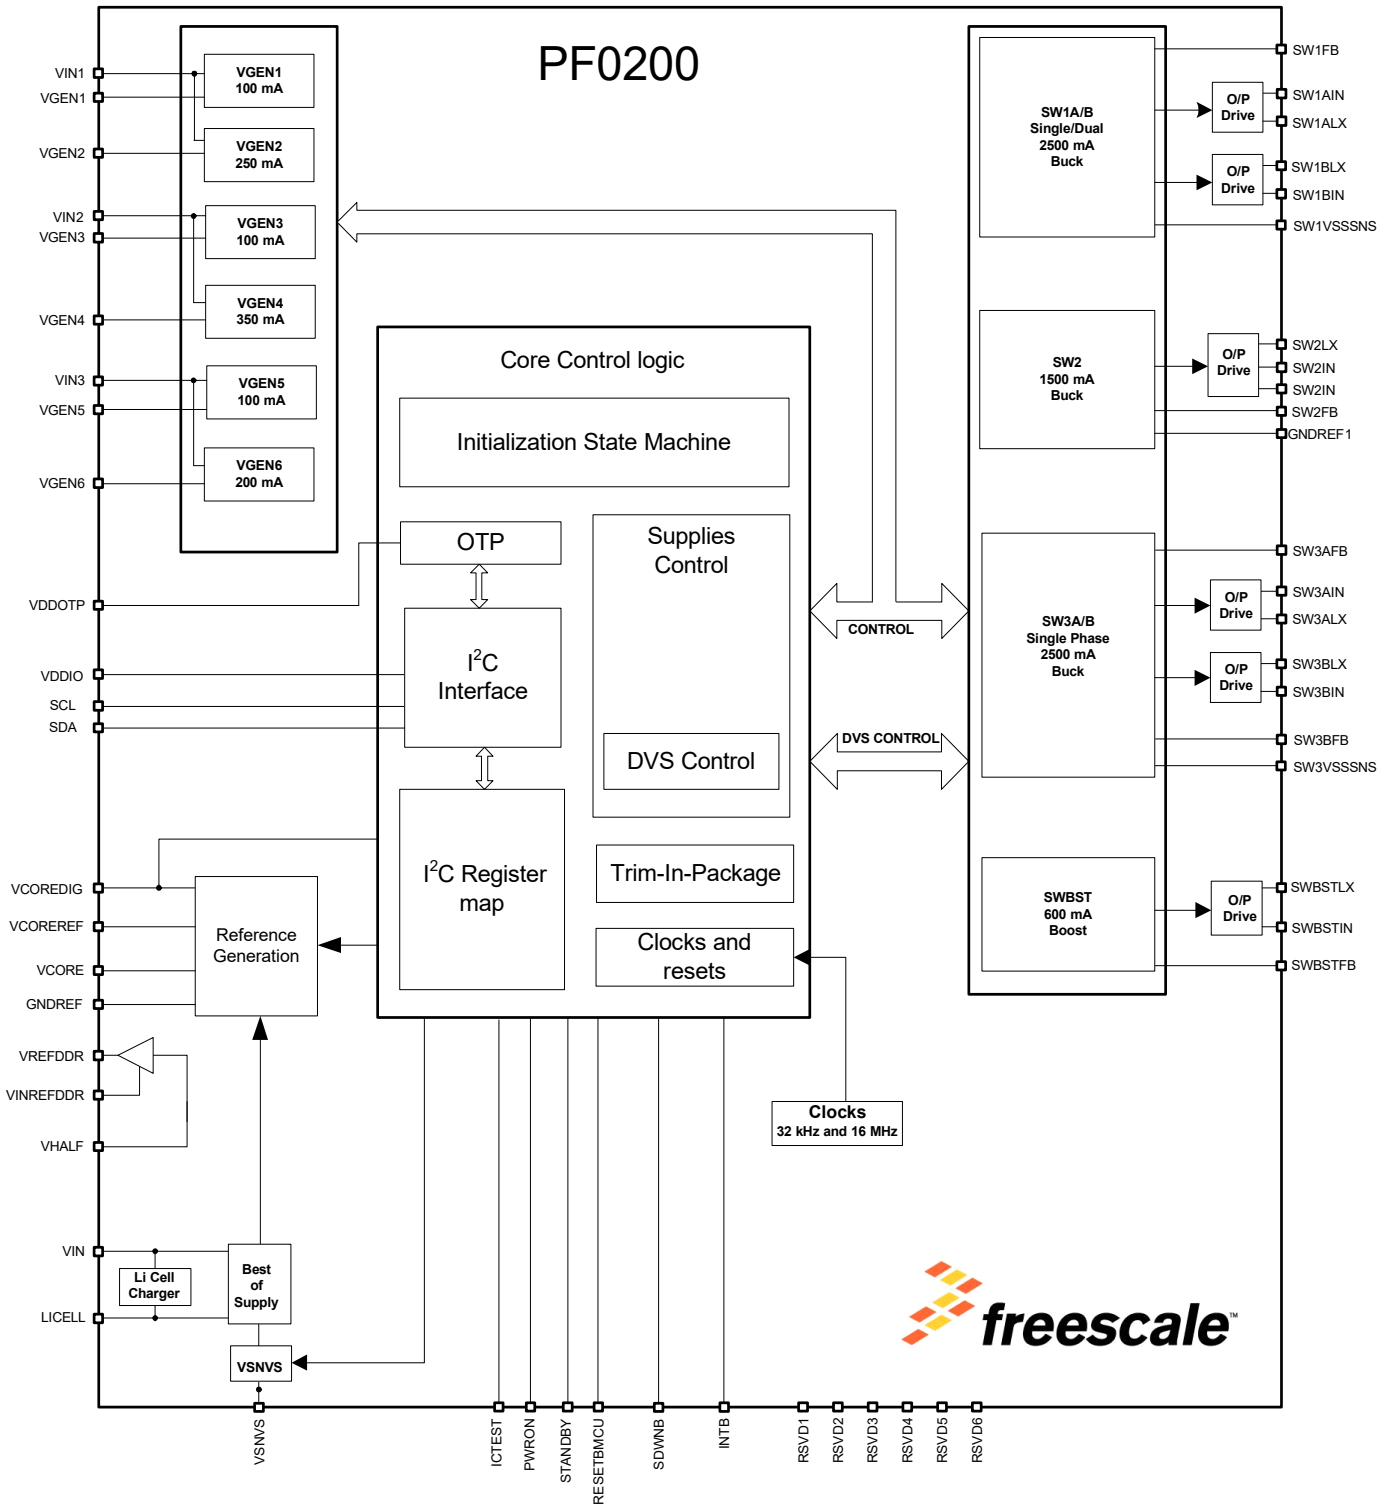 PF0200
VIN1
VGEN1
VGEN2
VIN2
VGEN3
VGEN4
VIN3
VGEN5
VGEN6
VDDOTP
VDDIO
SCL
SDA
VCOREDIG
VCOREREF
VCORE
GNDREF
VREFDDR
VINREFDDR
VHALF
VIN
LICELL
VGEN1
100 mA
VGEN2
250 mA
VGEN3
100 mA
VGEN4
350 mA
VGEN5
100 mA
VGEN6
200 mA
Core Control logic
Initialization State Machine
OTP
I2C
Interface
I2C Register
map
Supplies
Control
DVS Control
Trim-In-Package
Clocks and
resets
CONTROL
DVS CONTROL
Reference
Generation
Clocks
32 kHz and 16 MHz
Li Cell
Charger
Best
of
Supply
VSNVS
SW1A/B
Single/Dual
2500 mA
Buck
O/P
Drive
O/P
Drive
SW2
1500 mA
Buck
O/P
Drive
SW3A/B
Single Phase
2500 mA
Buck
O/P
Drive
O/P
Drive
SWBST
600 mA
Boost
O/P
Drive
SW1FB
SW1AIN
SW1ALX
SW1BLX
SW1BIN
SW1VSSSNS
SW2LX
SW2IN
SW2IN
SW2FB
GNDREF1
SW3AFB
SW3AIN
SW3ALX
SW3BLX
SW3BIN
SW3BFB
SW3VSSSNS
SWBSTLX
SWBSTIN
SWBSTFB
freescale™
VSNVS
ICTEST
PWRON
STANDBY
RESETBMCU
SDWNB
INTB
RSVD1
RSVD2
RSVD3
RSVD4
RSVD5
RSVD6